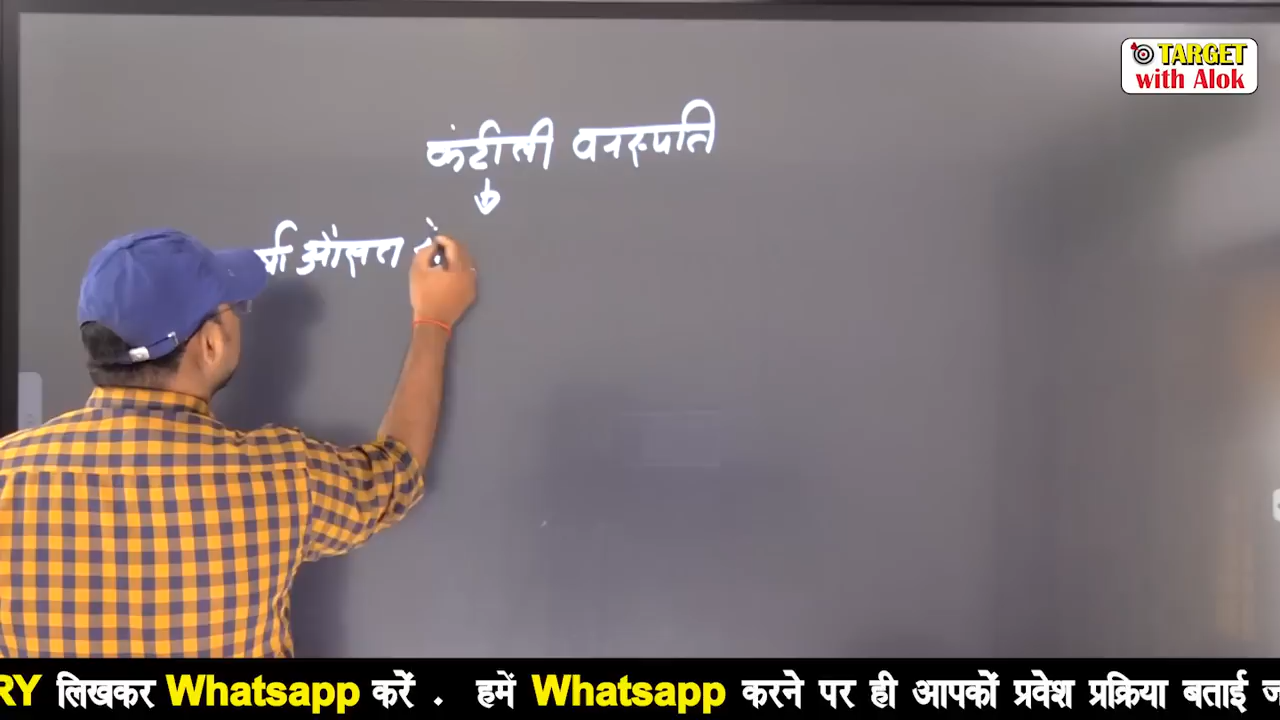 TARGET
with Alok
कंटीली वनस्पति
औसत
RY लिखकर Whatsapp करें . हमें Whatsapp करने पर ही आपकों प्रवेश प्रक्रिया बताई ज